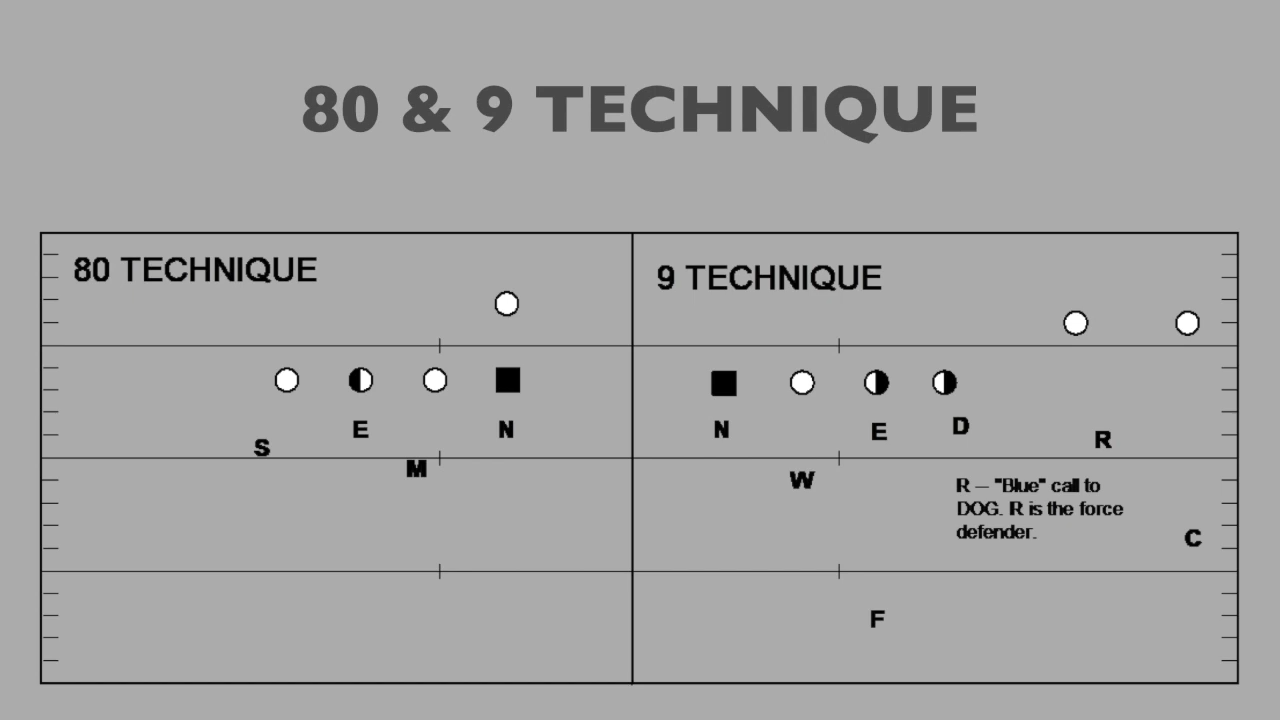 80 & 9 TECHNIQUE
80 TECHNIQUE
E
N
S
M
9 TECHNIQUE
N
E
D
R
W
R – "Blue" call to
DOG. R is the force
defender.
C
F